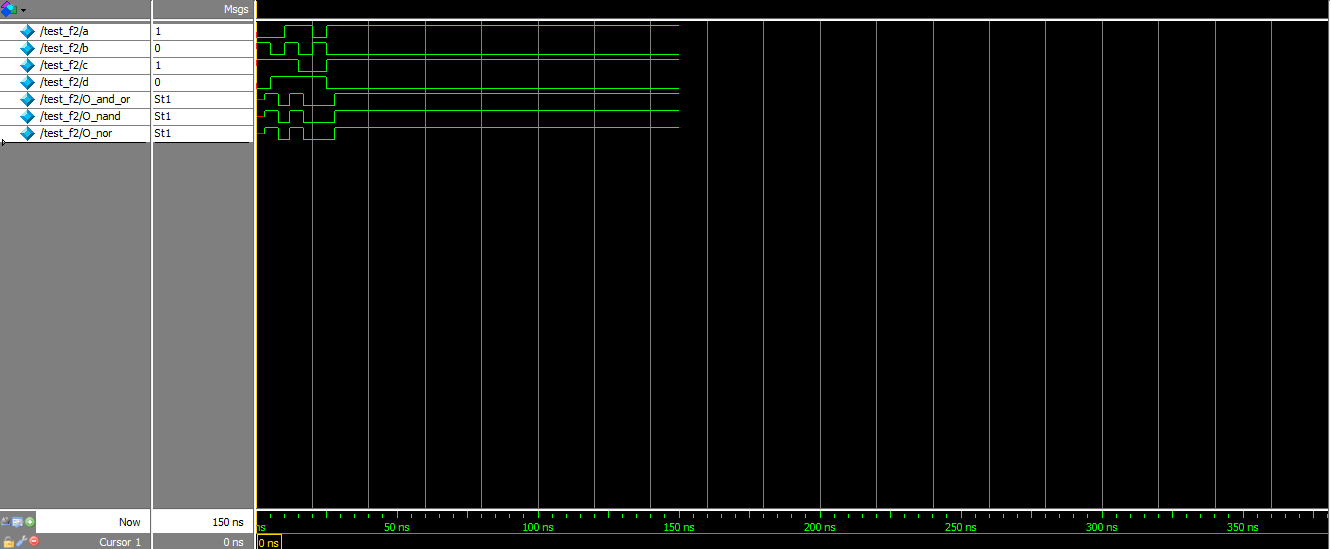 Msgs
/test_f2/a 1
/test_f2/b 0
/test_f2/c 1
/test_f2/d 0
/test_f2/O_and_or St1
/test_f2/O_nand St1
/test_f2/O_nor St1
Now 150 ns
ns 50 ns 100 ns 150 ns 200 ns 250 ns 300 ns 350 ns
Cursor 1 0 ns
0 ns